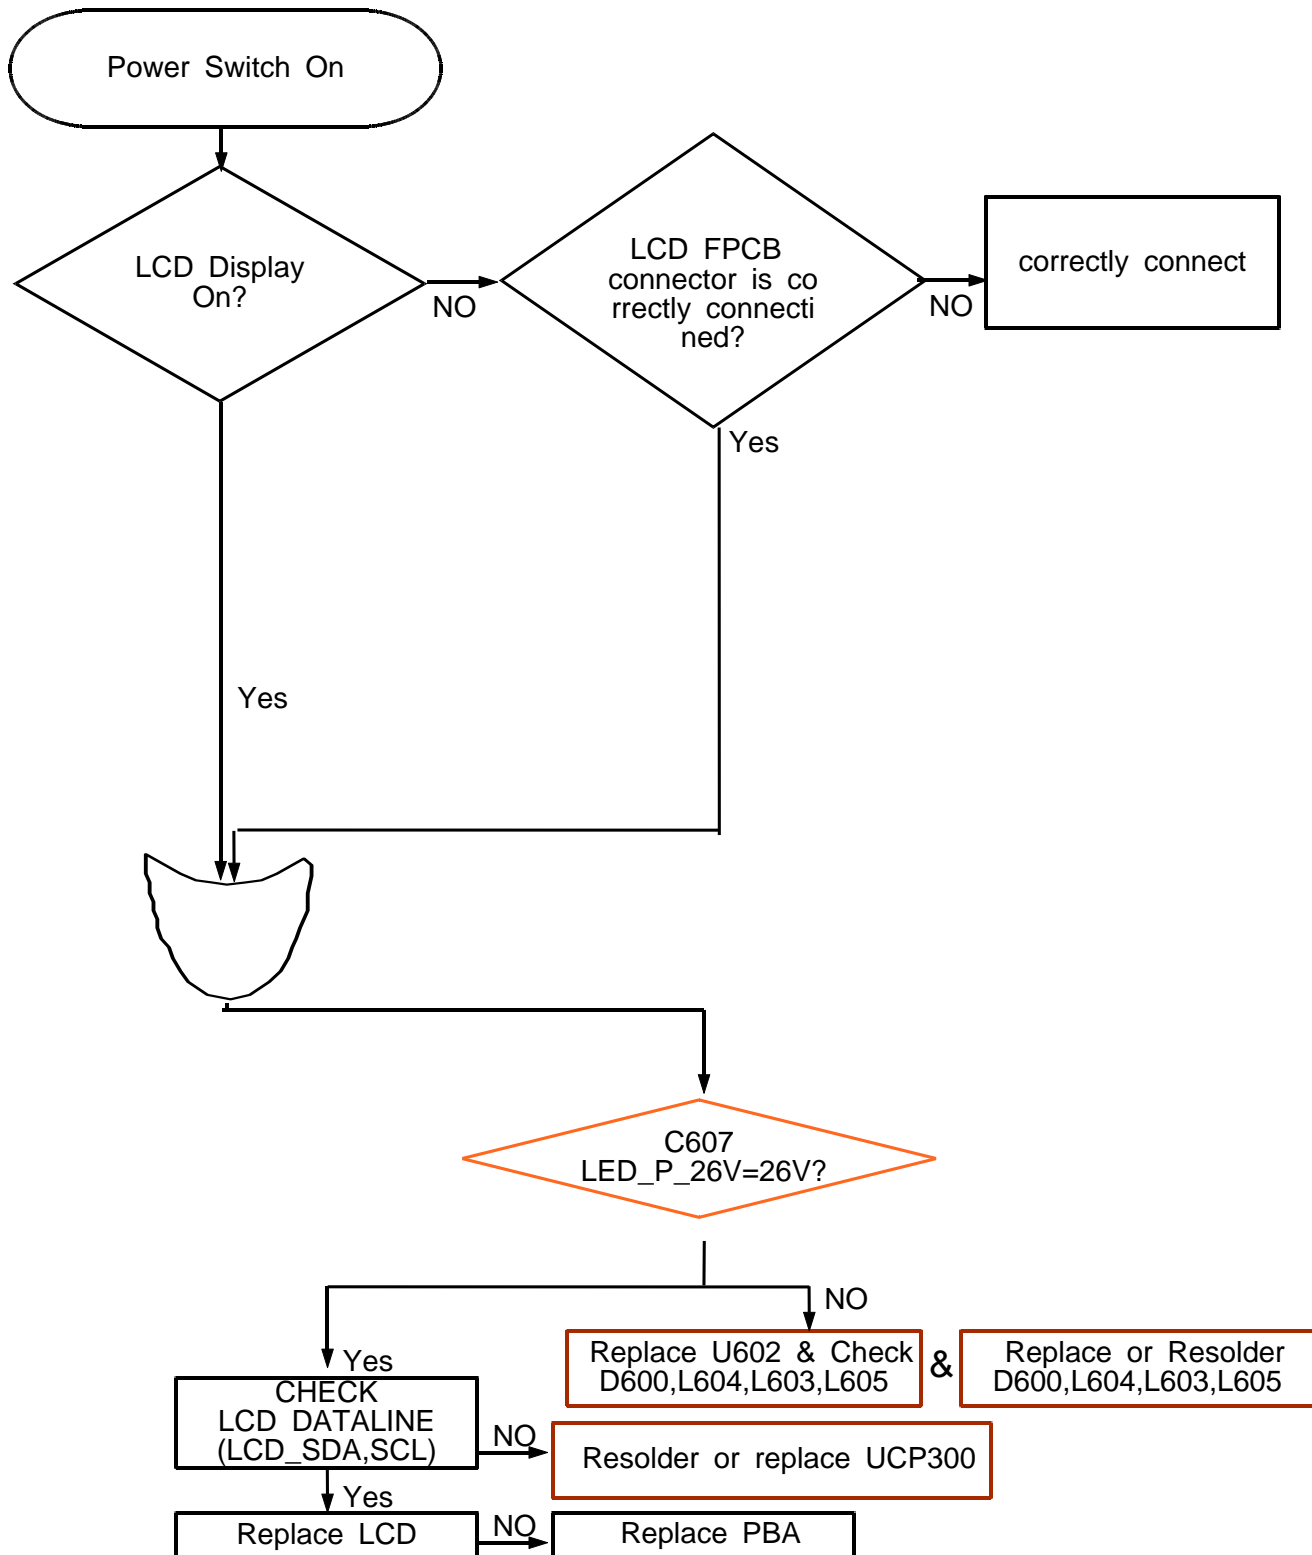 Power Switch On
LCD Display
On?
NO
LCD FPCB
connector is co
rrectly connecti
ned?
NO
correctly connect
Yes
Yes
C607
LED_P_26V=26V?
NO
Yes
Replace U602 & Check
D600,L604,L603,L605
&
Replace or Resolder
D600,L604,L603,L605
CHECK
LCD DATALINE
(LCD_SDA,SCL)
NO
Resolder or replace UCP300
Yes
Replace LCD
NO
Replace PBA